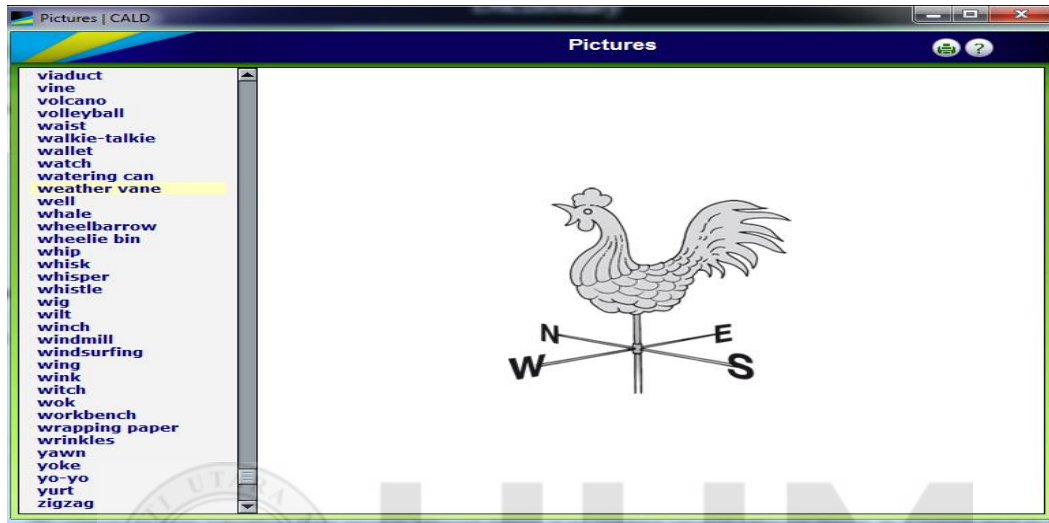 Pictures | CALD
Pictures
viaduct
vine
volcano
volleyball
waist
walkie-talkie
wallet
watch
watering can
weather vane
well
whale
wheelbarrow
wheelie bin
whip
whisk
whisper
whistle
wig
wilt
winch
windmill
windsurfing
wing
wink
witch
wok
workbench
wrapping paper
wrinkles
yawn
yoke
yo-yo
yurt
zigzag
N
E
W
S